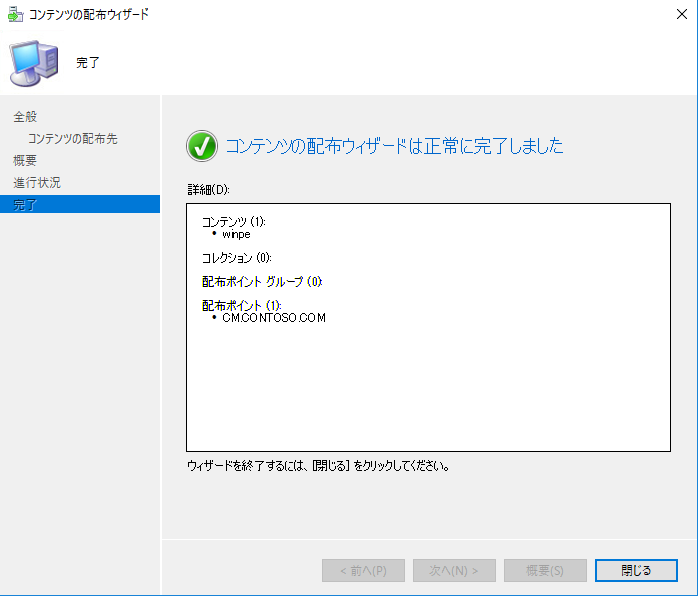 コンテンツの配布ウィザード
完了
全般
コンテンツの配布先
概要
進行状況
完了
コンテンツの配布ウィザードは正常に完了しました
詳細(D):
コンテンツ (1):
• winpe
コレクション (0):
配布ポイント グループ (0):
配布ポイント (1):
• CM.CONTOSO.COM
ウィザードを終了するには、[閉じる] をクリックしてください。
< 前へ(P)
次へ(N) >
概要(S)
閉じる